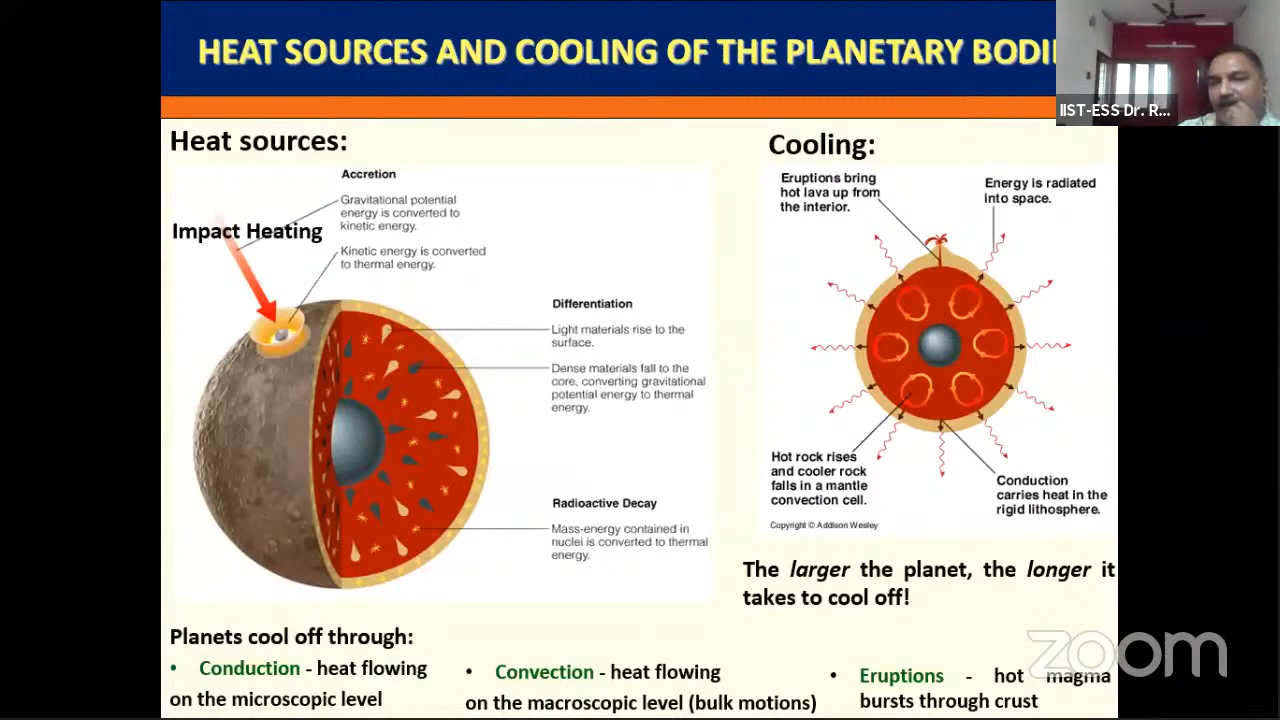 HEAT SOURCES AND COOLING OF THE PLANETARY BODI
IIST-ESS Dr. R...
Heat sources:
Accretion
Gravitational potential
energy is converted to
kinetic energy.
Impact Heating
Kinetic energy is converted
to thermal energy.
Differentiation
Light materials rise to the
surface.
Dense materials fall to the
core, converting gravitational
potential energy to thermal
energy.
Radioactive Decay
Mass-energy contained in
nuclei is converted to thermal
energy.
Cooling:
Eruptions bring
hot lava up from
the interior.
Energy is radiated
into space.
Hot rock rises
and cooler rock
falls in a mantle
convection cell.
Conduction
carries heat in the
rigid lithosphere.
Copyright © Addison Wesley
The larger the planet, the longer it
takes to cool off!
Planets cool off through:
• Conduction - heat flowing
on the microscopic level
• Convection - heat flowing
on the macroscopic level (bulk motions)
• Eruptions - hot magma
bursts through crust
zoom